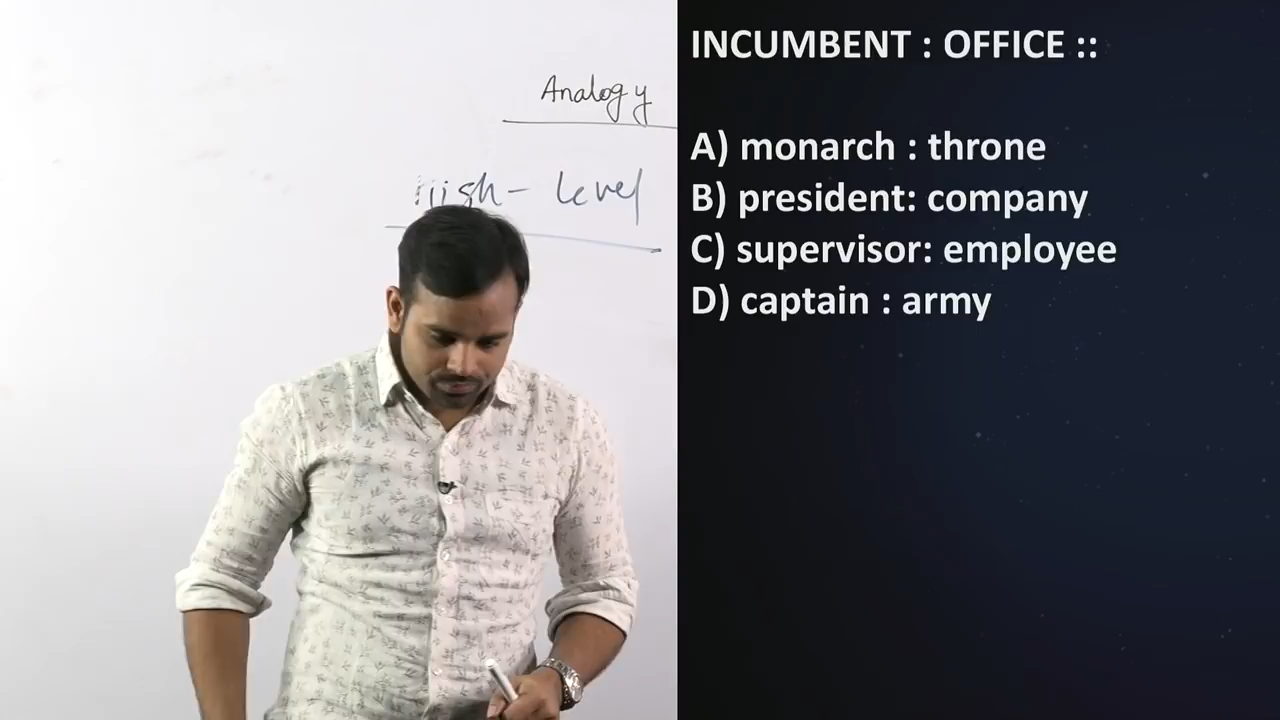 Analogy
High- level
INCUMBENT : OFFICE ::
A) monarch : throne
B) president: company
C) supervisor: employee
D) captain : army